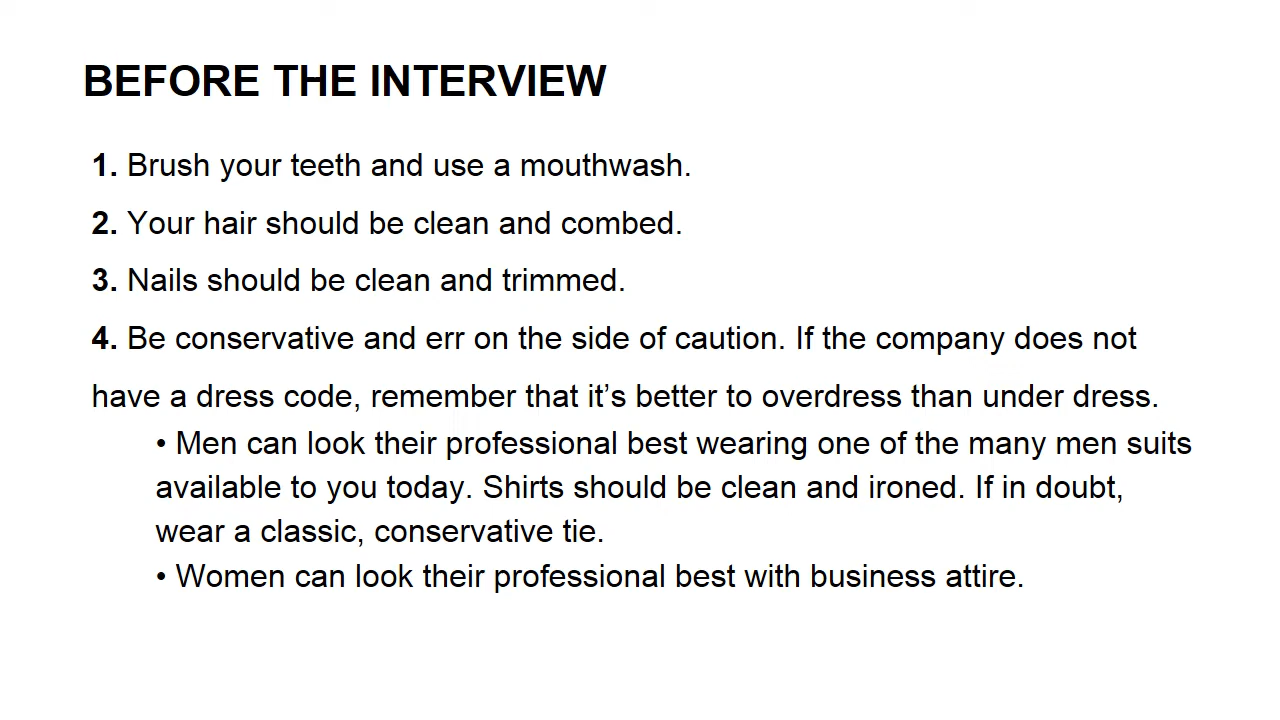 BEFORE THE INTERVIEW
1. Brush your teeth and use a mouthwash.
2. Your hair should be clean and combed.
3. Nails should be clean and trimmed.
4. Be conservative and err on the side of caution. If the company does not
have a dress code, remember that it’s better to overdress than under dress.
• Men can look their professional best wearing one of the many men suits
available to you today. Shirts should be clean and ironed. If in doubt,
wear a classic, conservative tie.
• Women can look their professional best with business attire.